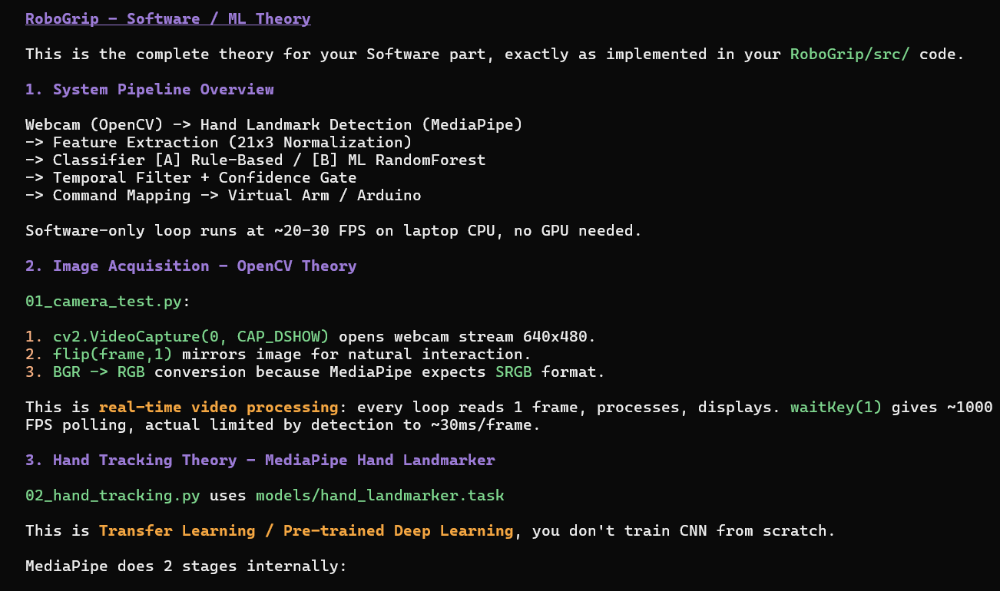 RoboGrip - Software / ML Theory
This is the complete theory for your Software part, exactly as implemented in your RoboGrip/src/ code.
1. System Pipeline Overview
Webcam (OpenCV) -> Hand Landmark Detection (MediaPipe)
-> Feature Extraction (21x3 Normalization)
-> Classifier [A] Rule-Based / [B] ML RandomForest
-> Temporal Filter + Confidence Gate
-> Command Mapping -> Virtual Arm / Arduino
Software-only loop runs at ~20-30 FPS on laptop CPU, no GPU needed.
2. Image Acquisition - OpenCV Theory
01_camera_test.py:
1. cv2.VideoCapture(0, CAP_DSHOW) opens webcam stream 640x480.
2. flip(frame,1) mirrors image for natural interaction.
3. BGR -> RGB conversion because MediaPipe expects SRGB format.
This is real-time video processing: every loop reads 1 frame, processes, displays. waitKey(1) gives ~1000
FPS polling, actual limited by detection to ~30ms/frame.
3. Hand Tracking Theory - MediaPipe Hand Landmarker
02_hand_tracking.py uses models/hand_landmarker.task
This is Transfer Learning / Pre-trained Deep Learning, you don't train CNN from scratch.
MediaPipe does 2 stages internally: